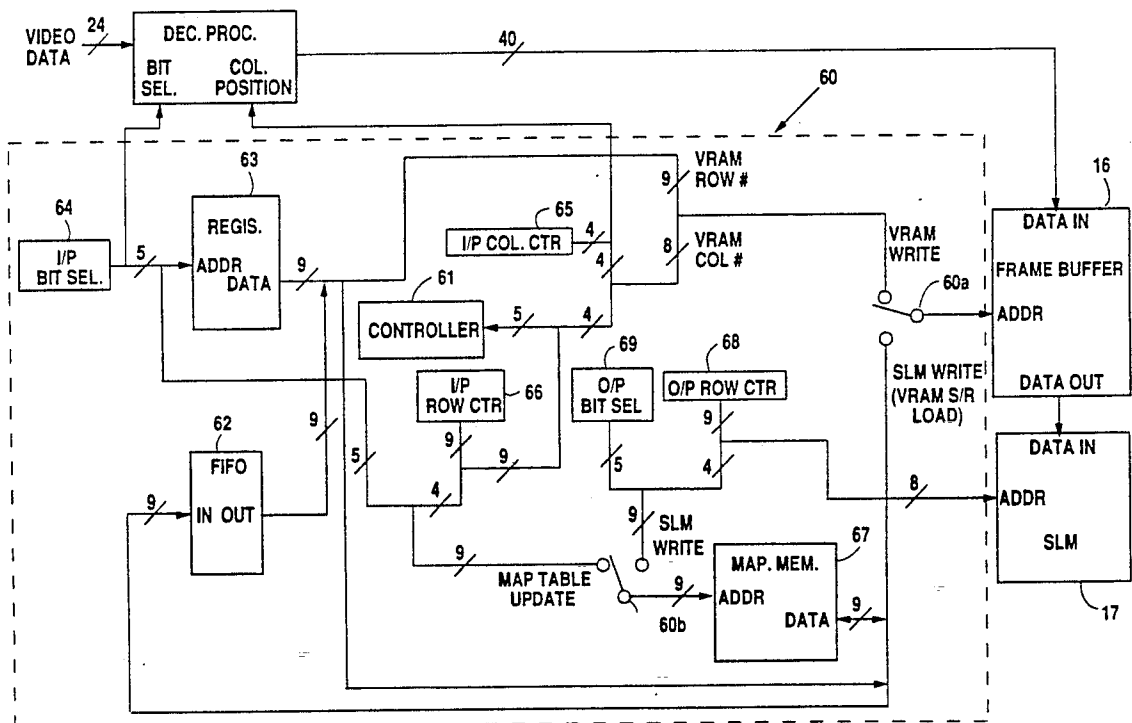 VIDEO
DATA
24
DEC. PROC.
BIT
SEL.
COL.
POSITION
40
60
63
REGIS.
ADDR
DATA
64
I/P
BIT SEL.
5
9
65
I/P COL. CTR
4
4
9
VRAM
ROW #
8
VRAM
COL #
VRAM
WRITE
60a
16
DATA IN
FRAME BUFFER
ADDR
DATA OUT
61
CONTROLLER
5
4
I/P
ROW CTR
66
69
O/P
BIT SEL
68
O/P ROW CTR
SLM WRITE
(VRAM S/R
LOAD)
62
FIFO
IN OUT
9
9
5
9
9
4
5
9
4
8
DATA IN
ADDR
SLM
17
9
SLM
WRITE
9
MAP TABLE
UPDATE
60b
9
67
MAP. MEM.
ADDR
DATA
9